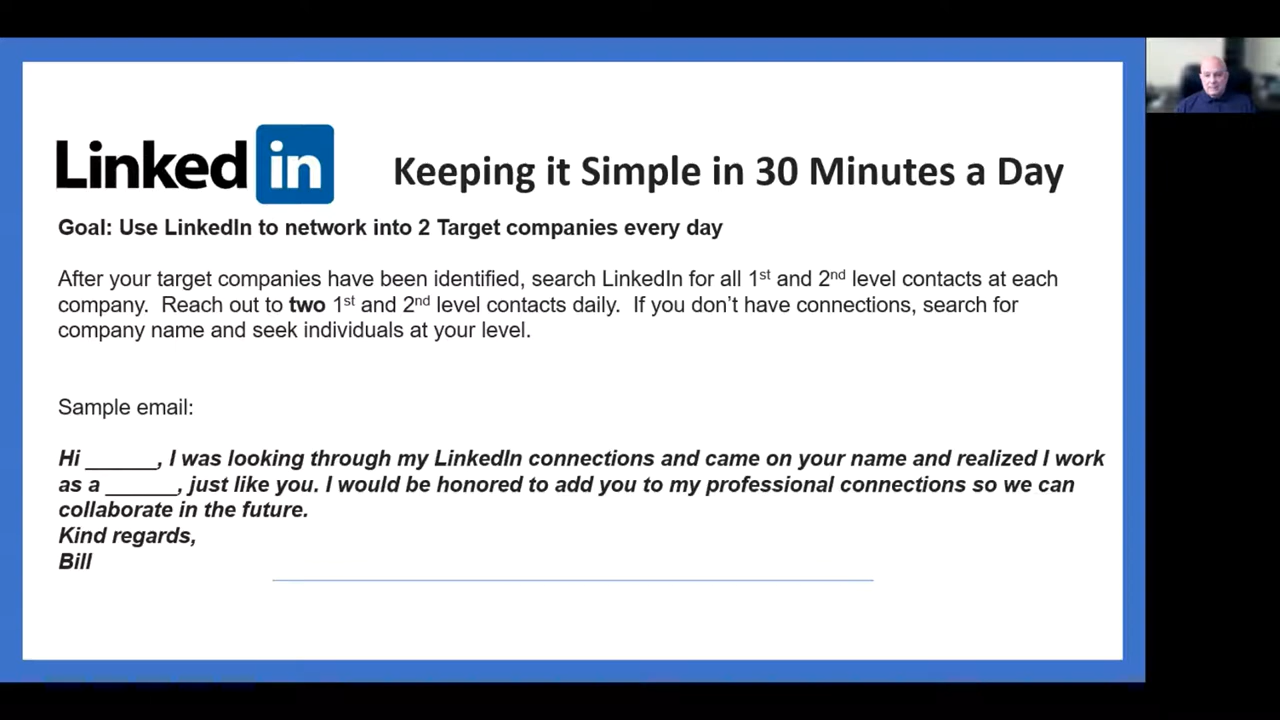 Linked in
Keeping it Simple in 30 Minutes a Day
Goal: Use LinkedIn to network into 2 Target companies every day
After your target companies have been identified, search LinkedIn for all 1st and 2nd level contacts at each
company.  Reach out to two 1st and 2nd level contacts daily.  If you don’t have connections, search for
company name and seek individuals at your level.
Sample email:
Hi ______, I was looking through my LinkedIn connections and came on your name and realized I work
as a ______, just like you. I would be honored to add you to my professional connections so we can
collaborate in the future.
Kind regards,
Bill